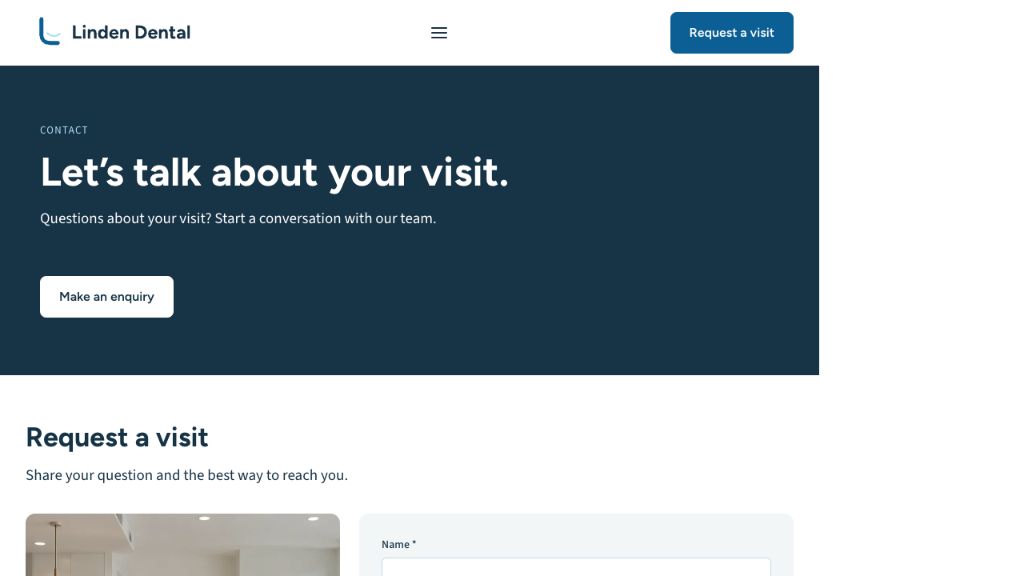 Linden Dental
Request a visit
CONTACT
Let’s talk about your visit.
Questions about your visit? Start a conversation with our team.
Make an enquiry
Request a visit
Share your question and the best way to reach you.
Name *